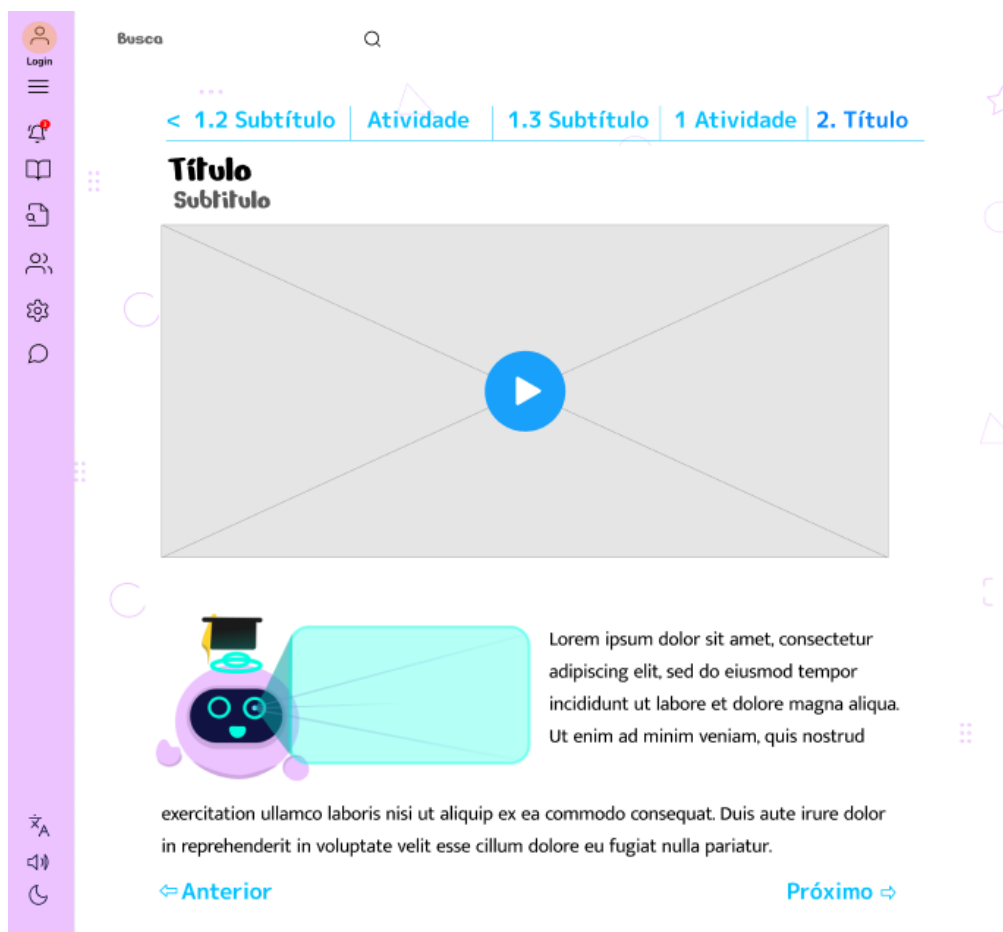 Login
Busca
< 1.2 Subtítulo Atividade 1.3 Subtítulo 1 Atividade 2. Título
Título
Subtitulo
Lorem ipsum dolor sit amet, consectetur
adipiscing elit, sed do eiusmod tempor
incididunt ut labore et dolore magna aliqua.
Ut enim ad minim veniam, quis nostrud
exercitation ullamco laboris nisi ut aliquip ex ea commodo consequat. Duis aute irure dolor
in reprehenderit in voluptate velit esse cillum dolore eu fugiat nulla pariatur.
⇦ Anterior
Próximo ⇨